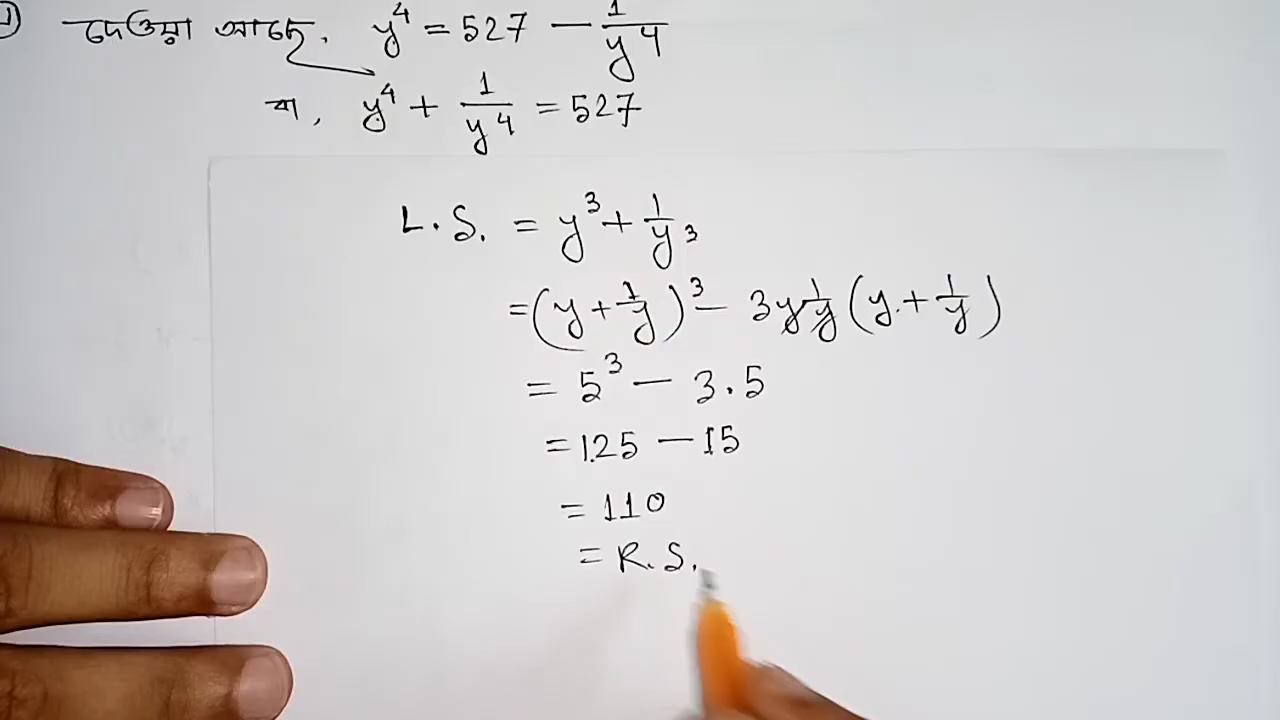 দেওয়া আছে, y⁴ = 527 − 1/y⁴
বা, y⁴ + 1/y⁴ = 527
L.S. = y³ + 1/y³
= (y + 1/y)³ − 3y 1/y (y + 1/y)
= 5³ − 3.5
= 125 − 15
= 110
= R.S.